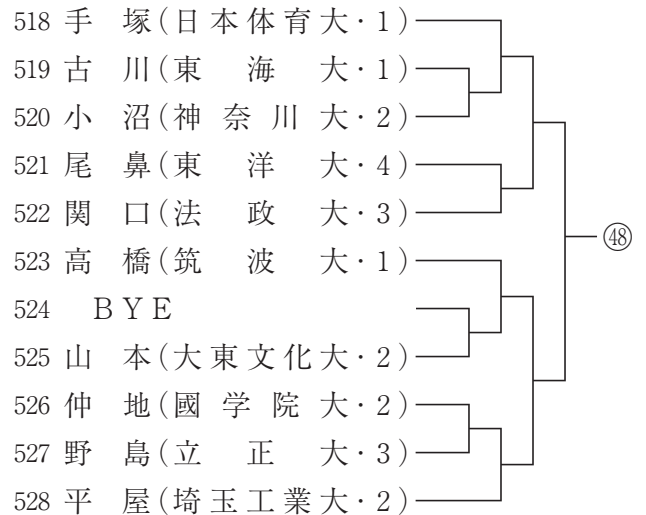 518 手塚(日本体育大・1)
519 古川(東海大・1)
520 小沼(神奈川大・2)
521 尾鼻(東洋大・4)
522 関口(法政大・3)
㊽
523 高橋(筑波大・1)
524 BYE
525 山本(大東文化大・2)
526 仲地(國学院大・2)
527 野島(立正大・3)
528 平屋(埼玉工業大・2)